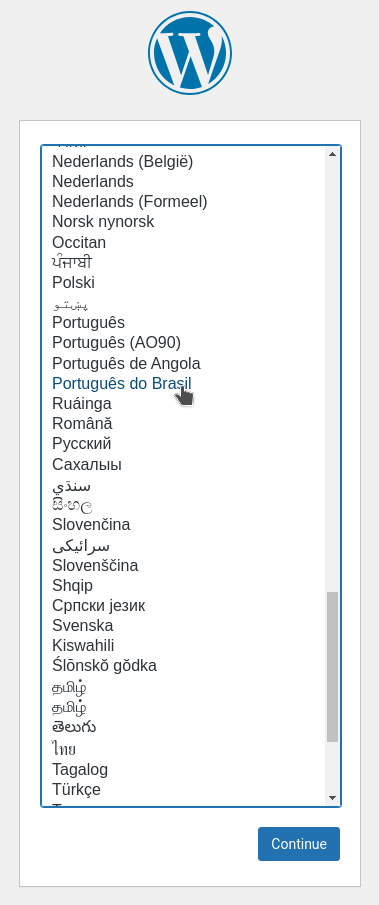 Nederlands (België)
Nederlands
Nederlands (Formeel)
Norsk nynorsk
Occitan
ਪੰਜਾਬੀ
Polski
پښتو
Português
Português (AO90)
Português de Angola
Português do Brasil
Ruáinga
Română
Русский
Сахалыы
سنڌي
සිංහල
Slovenčina
سرائیکی
Slovenščina
Shqip
Српски језик
Svenska
Kiswahili
Ślōnskŏ gŏdka
தமிழ்
தமிழ்
తెలుగు
ไทย
Tagalog
Türkçe
Continue